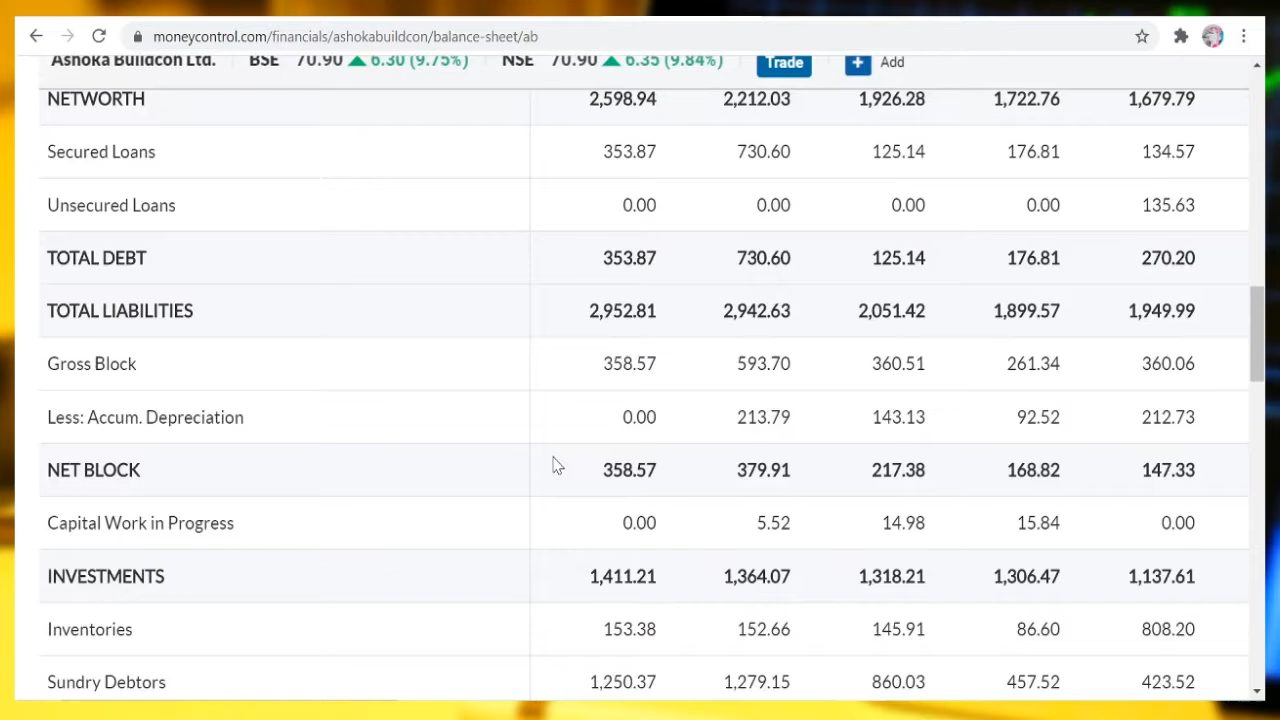 moneycontrol.com/financials/ashokabuildcon/balance-sheet/ab
Ashoka Buildcon Ltd. BSE 70.90 6.30 (9.75%) NSE 70.90 6.35 (9.84%) Trade + Add
NETWORTH 2,598.94 2,212.03 1,926.28 1,722.76 1,679.79
Secured Loans 353.87 730.60 125.14 176.81 134.57
Unsecured Loans 0.00 0.00 0.00 0.00 135.63
TOTAL DEBT 353.87 730.60 125.14 176.81 270.20
TOTAL LIABILITIES 2,952.81 2,942.63 2,051.42 1,899.57 1,949.99
Gross Block 358.57 593.70 360.51 261.34 360.06
Less: Accum. Depreciation 0.00 213.79 143.13 92.52 212.73
NET BLOCK 358.57 379.91 217.38 168.82 147.33
Capital Work in Progress 0.00 5.52 14.98 15.84 0.00
INVESTMENTS 1,411.21 1,364.07 1,318.21 1,306.47 1,137.61
Inventories 153.38 152.66 145.91 86.60 808.20
Sundry Debtors 1,250.37 1,279.15 860.03 457.52 423.52